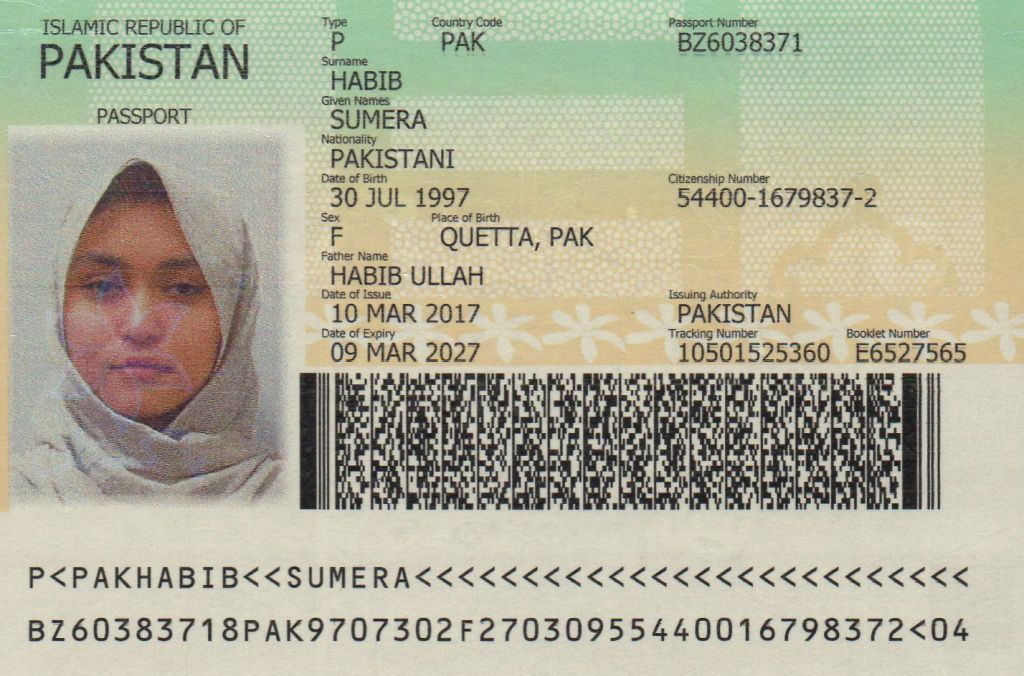 ISLAMIC REPUBLIC OF
PAKISTAN
PASSPORT
Type Country Code Passport Number
P PAK BZ6038371
Surname
HABIB
Given Names
SUMERA
Nationality
PAKISTANI
Date of Birth Citizenship Number
30 JUL 1997 54400-1679837-2
Sex Place of Birth
F QUETTA, PAK
Father Name
HABIB ULLAH
Date of Issue Issuing Authority
10 MAR 2017 PAKISTAN
Date of Expiry Tracking Number Booklet Number
09 MAR 2027 10501525360 E6527565
P<PAKHABIB<<SUMERA<<<<<<<<<<<<<<<<<<<<<<<<<<
BZ60383718PAK9707302F27030955440016798372<04